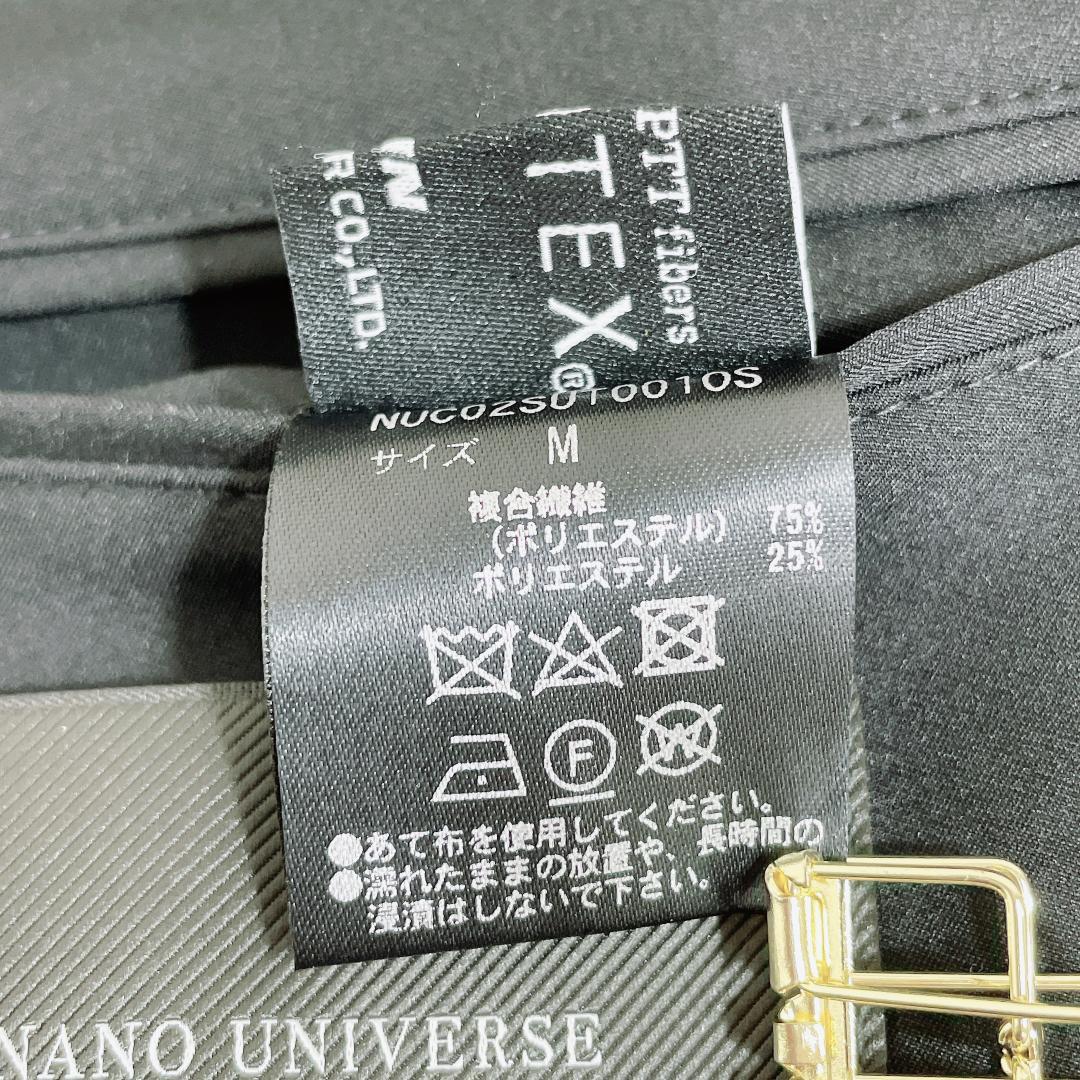 PTT fibers
TEX®
R CO.,LTD.
NUC02SUT0010OS
サイズ M
複合繊維
(ポリエステル) 75%
ポリエステル 25%
F
W
●あて布を使用してください。
●濡れたままの放置や、長時間の
浸漬はしないで下さい。
NANO UNIVERSE